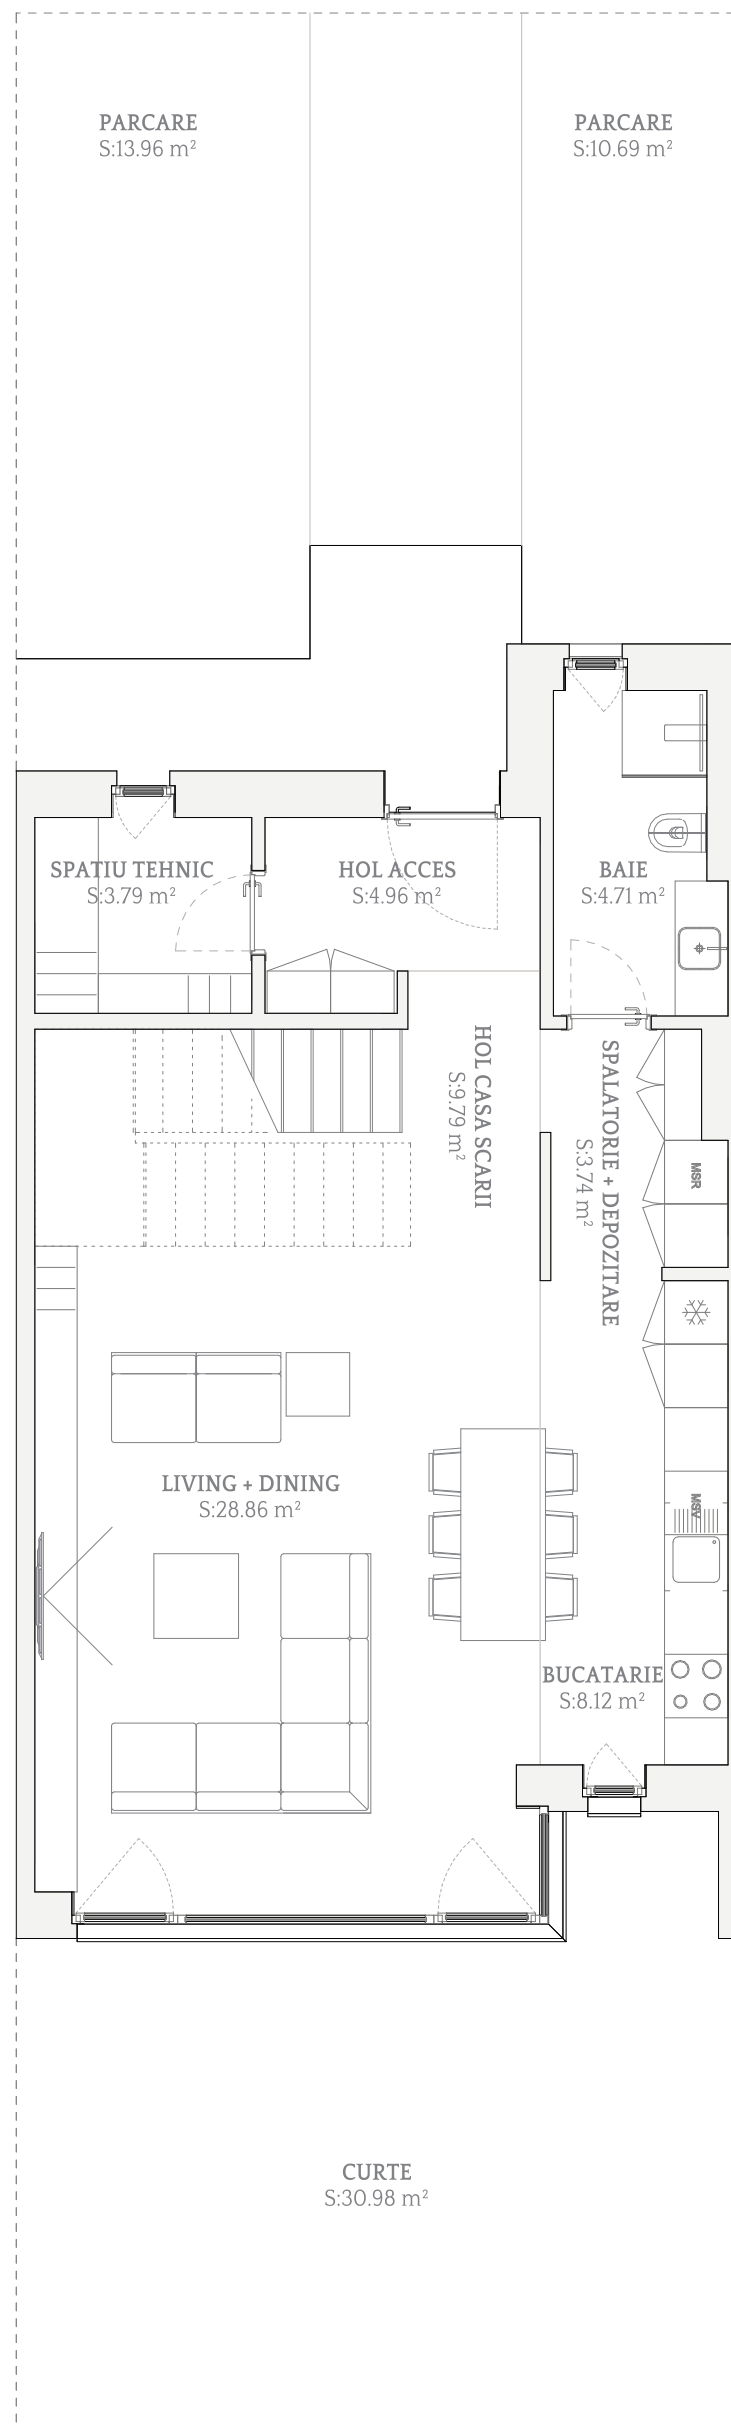 PARCARE
S:13.96 m²
PARCARE
S:10.69 m²
SPATIU TEHNIC
S:3.79 m²
HOL ACCES
S:4.96 m²
BAIE
S:4.71 m²
HOL CASA SCARII
S:9.79 m²
SPALATORIE + DEPOZITARE
S:3.74 m²
MSR
LIVING + DINING
S:28.86 m²
MSV
BUCATARIE
S:8.12 m²
CURTE
S:30.98 m²